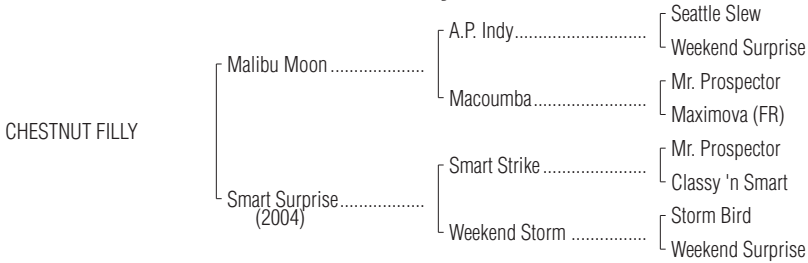 Seattle Slew
A.P. Indy..............................
Weekend Surprise
Malibu Moon .....................
Mr. Prospector
Macoumba..........................
Maximova (FR)
CHESTNUT FILLY
Mr. Prospector
Smart Strike ........................
Classy 'n Smart
Smart Surprise...................
(2004)
Storm Bird
Weekend Storm .................
Weekend Surprise